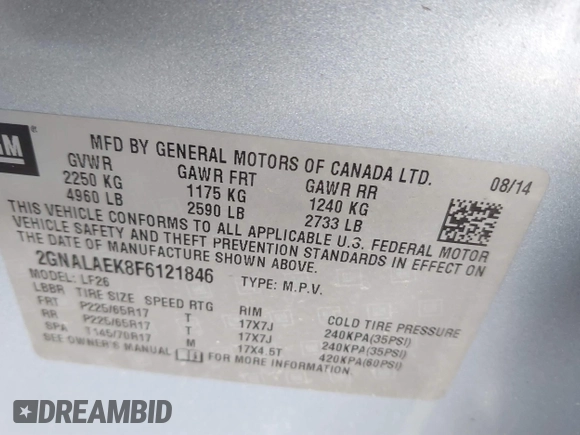 GM
MFD BY GENERAL MOTORS OF CANADA LTD. 08/14
GVWR GAWR FRT GAWR RR
2250 KG 1175 KG 1240 KG
4960 LB 2590 LB 2733 LB
THIS VEHICLE CONFORMS TO ALL APPLICABLE U.S. FEDERAL MOTOR
VEHICLE SAFETY AND THEFT PREVENTION STANDARDS IN EFFECT ON
THE DATE OF MANUFACTURE SHOWN ABOVE.
2GNALAEK8F6121846 TYPE: M.P.V.
MODEL: LF26
LBBR TIRE SIZE SPEED RTG RIM COLD TIRE PRESSURE
FRT P225/65R17 T 17X7J 240KPA(35PSI)
RR P225/65R17 T 17X7J 240KPA(35PSI)
SPA T145/70R17 M 17X4.5T 420KPA(60PSI)
SEE OWNER'S MANUAL FOR MORE INFORMATION.
DREAMBID